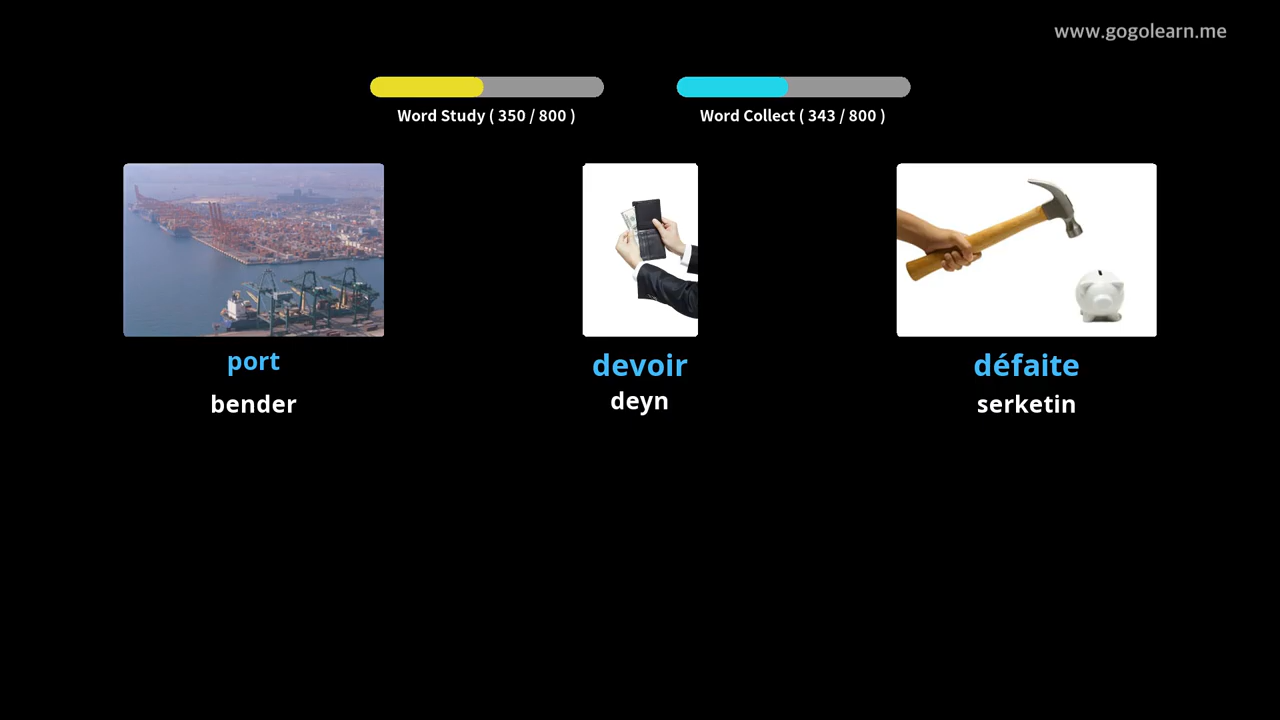 www.gogolearn.me
Word Study ( 350 / 800 )
Word Collect ( 343 / 800 )
port
bender
devoir
deyn
défaite
serketin